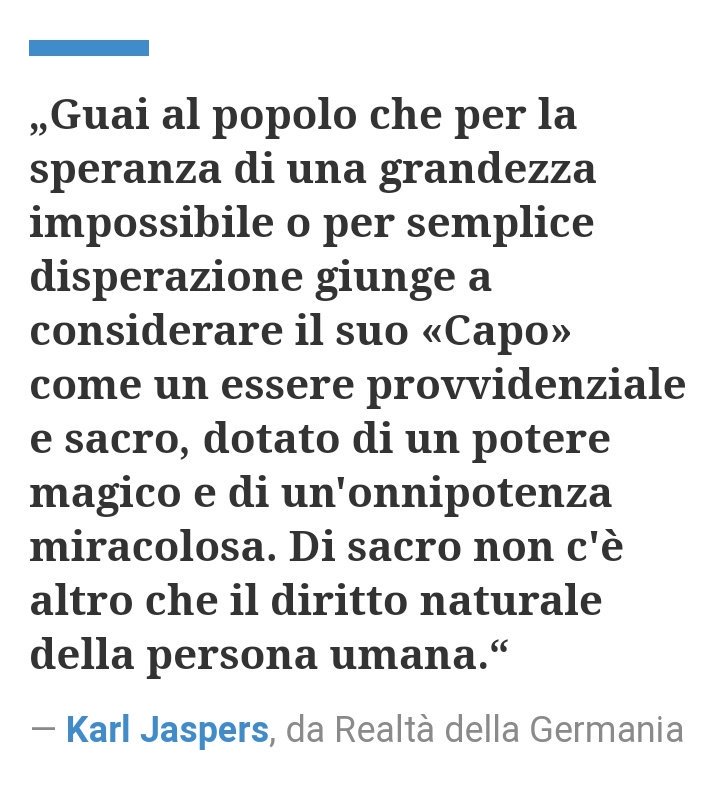 „Guai al popolo che per la
speranza di una grandezza
impossibile o per semplice
disperazione giunge a
considerare il suo «Capo»
come un essere provvidenziale
e sacro, dotato di un potere
magico e di un'onnipotenza
miracolosa. Di sacro non c'è
altro che il diritto naturale
della persona umana.“
— Karl Jaspers, da Realtà della Germania